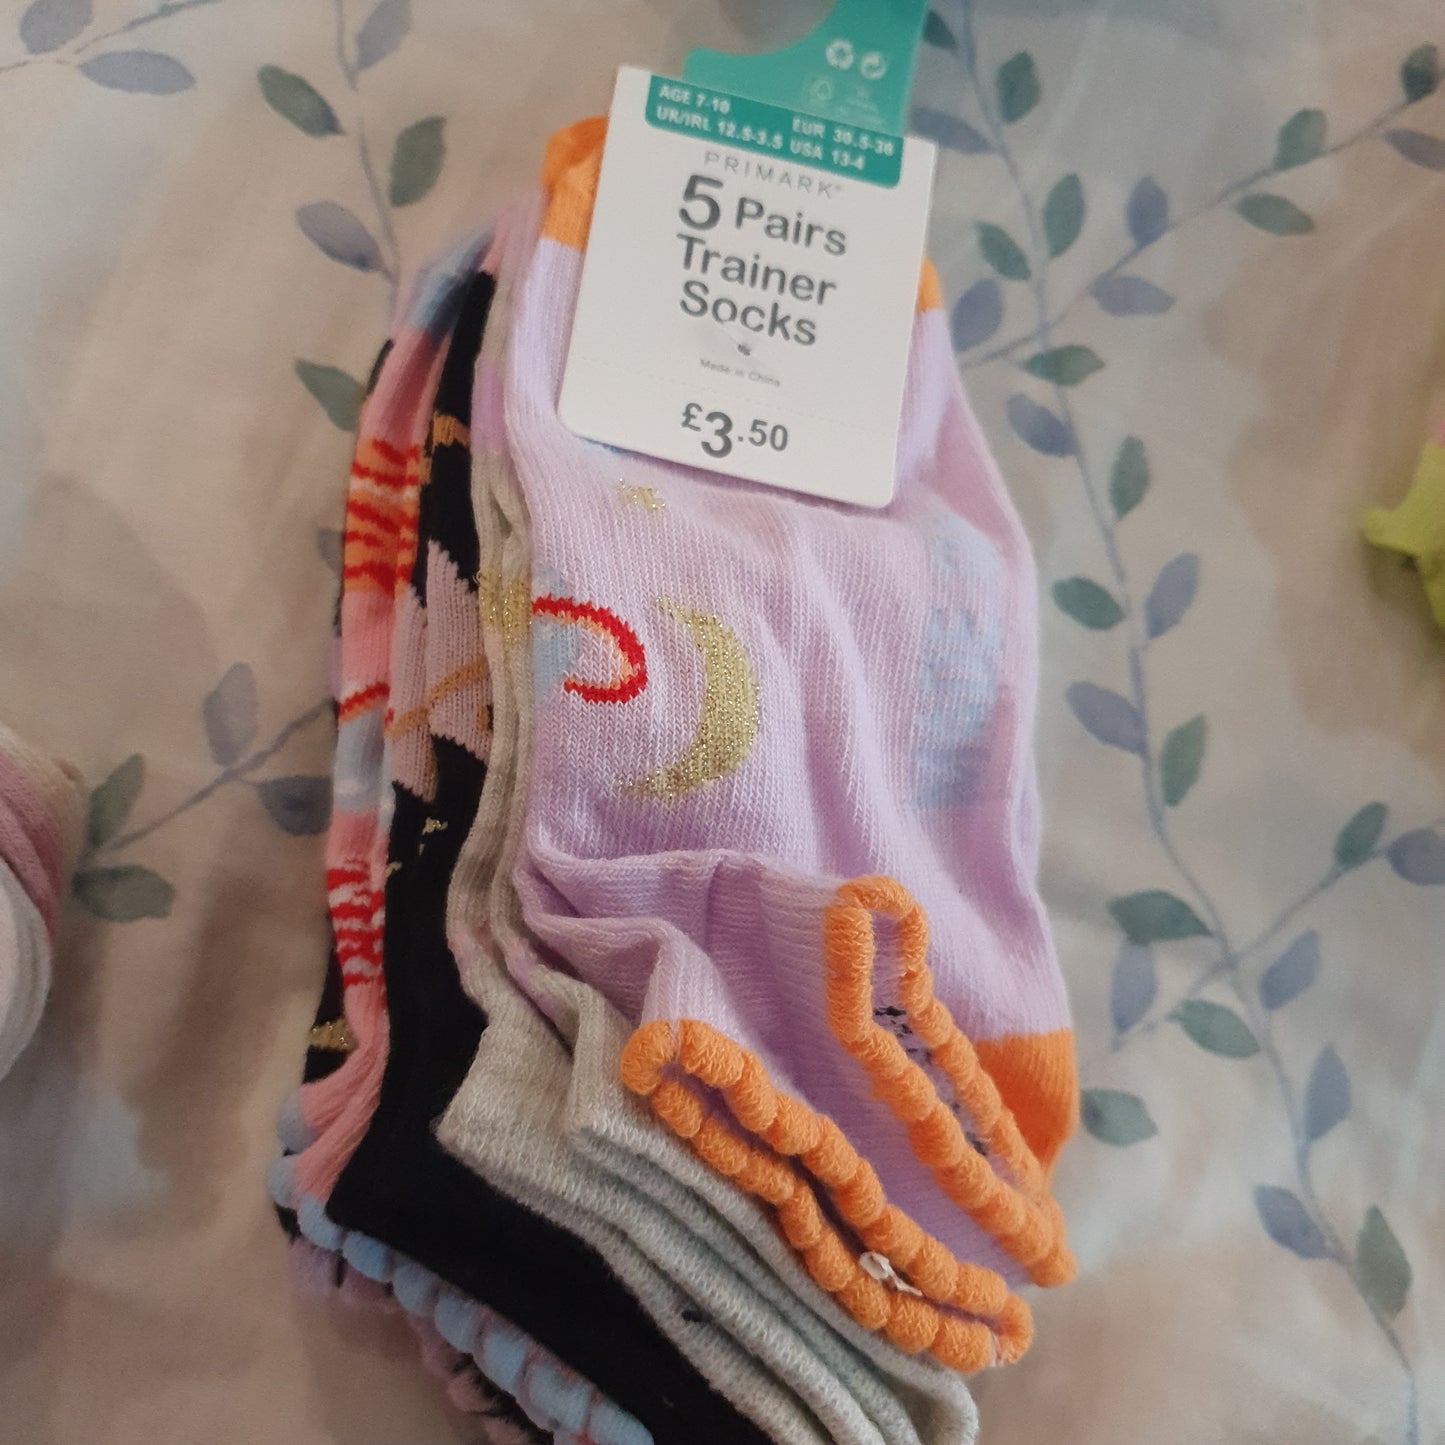 AGE 7-10
UK/IRL 12.5-3.5
EUR 30.5-36
USA 13-4
PRIMARK®
5 Pairs
Trainer
Socks
Made in China
£3.50